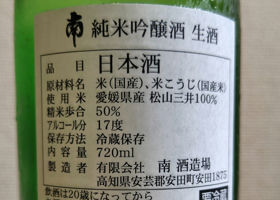 南 純米吟醸酒 生酒
品目 日本酒
原材料名 米(国産)、米こうじ(国産米)
使用米 愛媛県産 松山三井100%
精米歩合 50%
アルコール分 17度
保存方法 冷蔵保存
内容量 720ml
製造者 有限会社 南 酒造場
高知県安芸郡安田町安田1875
飲酒は20歳になってから
要冷蔵